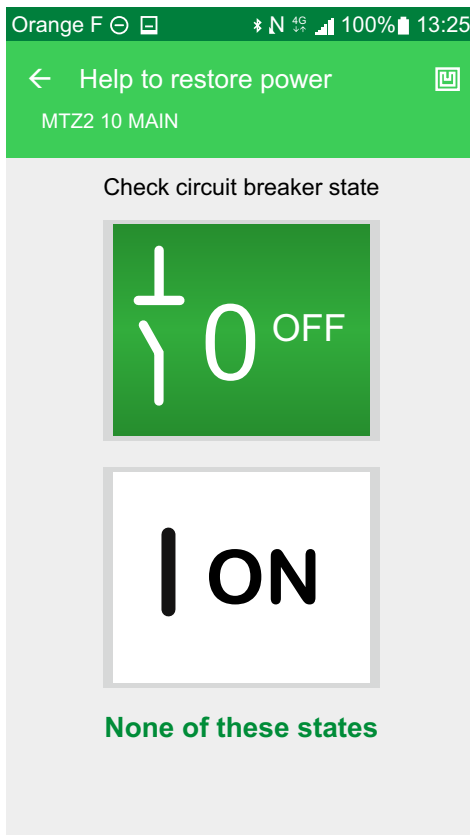 Orange F 4G 100% 13:25
Help to restore power
MTZ2 10 MAIN
Check circuit breaker state
0 OFF
I ON
None of these states